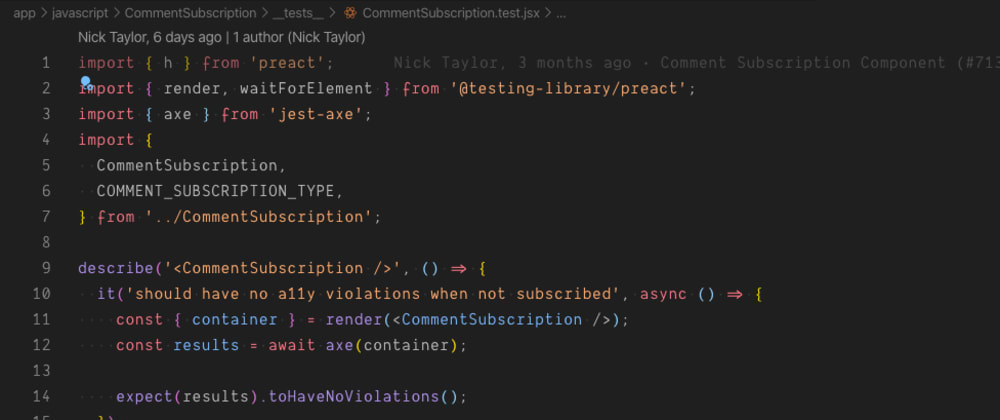 app > javascript > CommentSubscription > __tests__ > CommentSubscription.test.jsx > ...
Nick Taylor, 6 days ago | 1 author (Nick Taylor)
1 import { h } from 'preact'; Nick Taylor, 3 months ago · Comment Subscription Component (#713
2 import { render, waitForElement } from '@testing-library/preact';
3 import { axe } from 'jest-axe';
4 import {
5 CommentSubscription,
6 COMMENT_SUBSCRIPTION_TYPE,
7 } from '../CommentSubscription';
8
9 describe('<CommentSubscription />', () => {
10 it('should have no a11y violations when not subscribed', async () => {
11 const { container } = render(<CommentSubscription />);
12 const results = await axe(container);
13
14 expect(results).toHaveNoViolations();
15 })